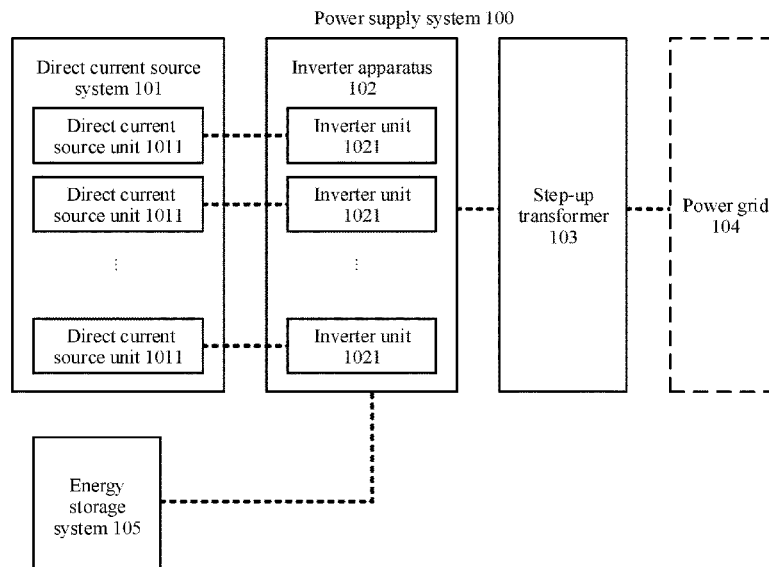 Power supply system 100
Direct current source
system 101
Direct current
source unit 1011
Direct current
source unit 1011
⋮
Direct current
source unit 1011
Inverter apparatus
102
Inverter unit
1021
Inverter unit
1021
⋮
Inverter unit
1021
Step-up
transformer
103
Power grid
104
Energy
storage
system 105